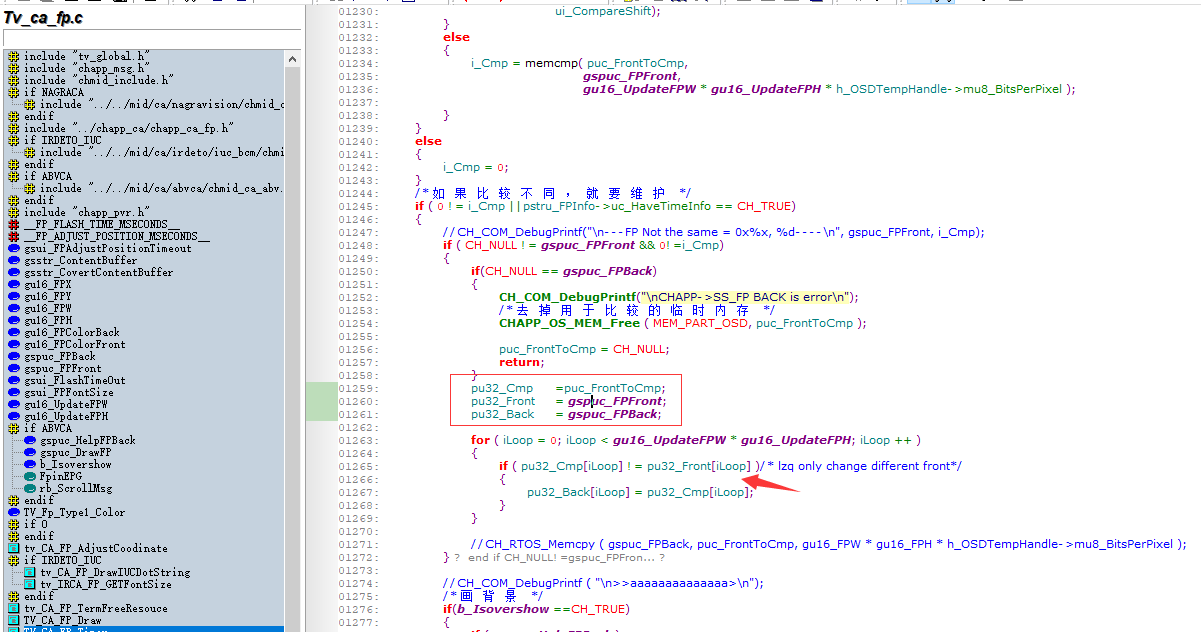 Tv_ca_fp.c
include "tv_global.h"
include "chapp_msg.h"
include "chmid_include.h"
if NAGRACA
include "../../mid/ca/nagravision/chmid_c
endif
include "../chapp_ca/chapp_ca_fp.h"
if IRDETO_IUC
include "../../mid/ca/irdeto/iuc_bcm/chmi
endif
if ABVCA
include "../../mid/ca/abvca/chmid_ca_abv.
endif
include "chapp_pvr.h"
__FP_FLASH_TIME_MSECONDS__
__FP_ADJUST_POSITION_MSECONDS__
gsui_FPAdjustPositionTimeout
gsstr_ContentBuffer
gsstr_CovertContentBuffer
gu16_FPX
gu16_FPY
gu16_FPW
gu16_FPH
gu16_FPColorBack
gu16_FPColorFront
gspuc_FPBack
gspuc_FPFront
gsui_FlashTimeOut
gsui_FPFontSize
gu16_UpdateFPW
gu16_UpdateFPH
if ABVCA
gspuc_HelpFPBack
gspuc_DrawFP
b_Isovershow
FpinEPG
rb_ScrollMsg
endif
TV_Fp_Type1_Color
if 0
endif
tv_CA_FP_AdjustCoodinate
if IRDETO_IUC
tv_CA_FP_DrawIUCDotString
tv_IRCA_FP_GETFontSize
endif
tv_CA_FP_TermFreeResouce
TV_CA_FP_Draw
01230: ui_CompareShift);
01231: }
01232: else
01233: {
01234: i_Cmp = memcmp( puc_FrontToCmp,
01235: gspuc_FPFront,
01236: gu16_UpdateFPW * gu16_UpdateFPH * h_OSDTempHandle->mu8_BitsPerPixel );
01237:
01238: }
01239: }
01240: else
01241: {
01242: i_Cmp = 0;
01243: }
01244: /*如 果 比 较 不 同 ， 就 要 维 护 */
01245: if ( 0 != i_Cmp || pstru_FPInfo->uc_HaveTimeInfo == CH_TRUE)
01246: {
01247: //CH_COM_DebugPrintf("\n---FP Not the same = 0x%x, %d----\n", gspuc_FPFront, i_Cmp);
01248: if ( CH_NULL != gspuc_FPFront && 0!=i_Cmp)
01249: {
01250: if(CH_NULL == gspuc_FPBack)
01251: {
01252: CH_COM_DebugPrintf("\nCHAPP->SS_FP BACK is error\n");
01253: /*去 掉 用 于 比 较 的 临 时 内 存 */
01254: CHAPP_OS_MEM_Free ( MEM_PART_OSD, puc_FrontToCmp );
01255:
01256: puc_FrontToCmp = CH_NULL;
01257: return;
01258: }
01259: pu32_Cmp =puc_FrontToCmp;
01260: pu32_Front = gspuc_FPFront;
01261: pu32_Back = gspuc_FPBack;
01262:
01263: for ( iLoop = 0; iLoop < gu16_UpdateFPW * gu16_UpdateFPH; iLoop ++ )
01264: {
01265: if ( pu32_Cmp[iLoop] != pu32_Front[iLoop] )/* lzq only change different front*/
01266: {
01267: pu32_Back[iLoop] = pu32_Cmp[iLoop];
01268: }
01269: }
01270:
01271: //CH_RTOS_Memcpy ( gspuc_FPBack, puc_FrontToCmp, gu16_FPW * gu16_FPH * h_OSDTempHandle->mu8_BitsPerPixel );
01272: } ? end if CH_NULL!=gspuc_FPFron... ?
01273:
01274: //CH_COM_DebugPrintf ( "\n>>aaaaaaaaaaaaaa>\n");
01275: /*画 背 景 */
01276: if(b_Isovershow ==CH_TRUE)
01277: {